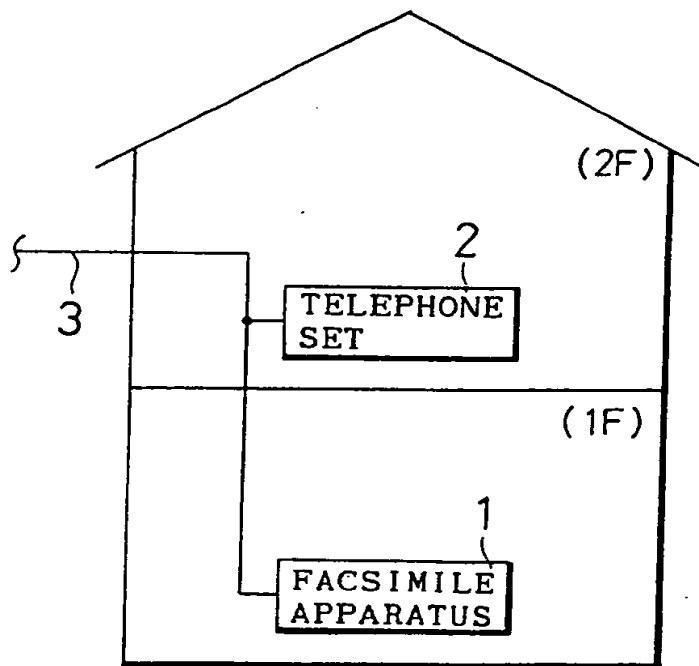 (2F)
2
3
TELEPHONE
SET
(1F)
1
FACSIMILE
APPARATUS